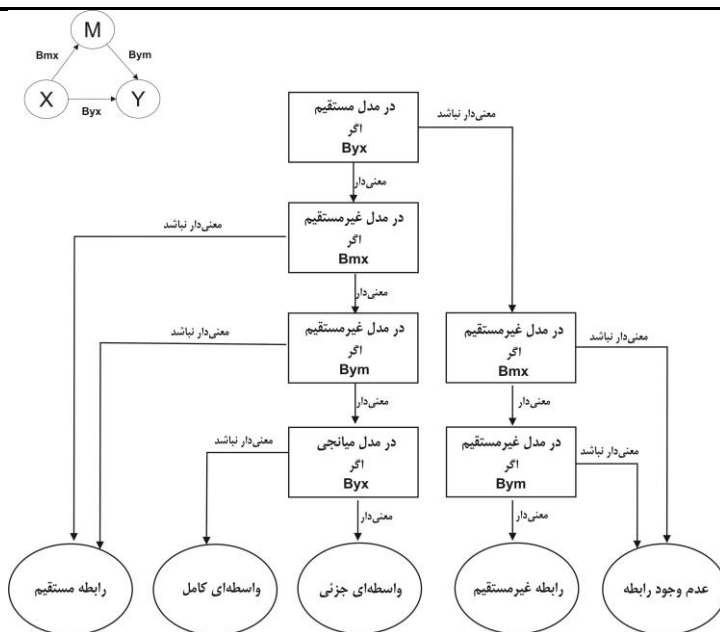 M
Bmx
Bym
X
Y
Byx
در مدل مستقیم
اگر
Byx
معنی‌دار نباشد
معنی‌دار
در مدل غیرمستقیم
اگر
Bmx
معنی‌دار نباشد
معنی‌دار
در مدل غیرمستقیم
اگر
Bym
معنی‌دار نباشد
معنی‌دار
در مدل غیرمستقیم
اگر
Bmx
معنی‌دار نباشد
معنی‌دار
در مدل میانجی
اگر
Byx
معنی‌دار نباشد
معنی‌دار
در مدل غیرمستقیم
اگر
Bym
معنی‌دار نباشد
معنی‌دار
عدم وجود رابطه
رابطه غیرمستقیم
واسطه‌ای جزئی
واسطه‌ای کامل
رابطه مستقیم